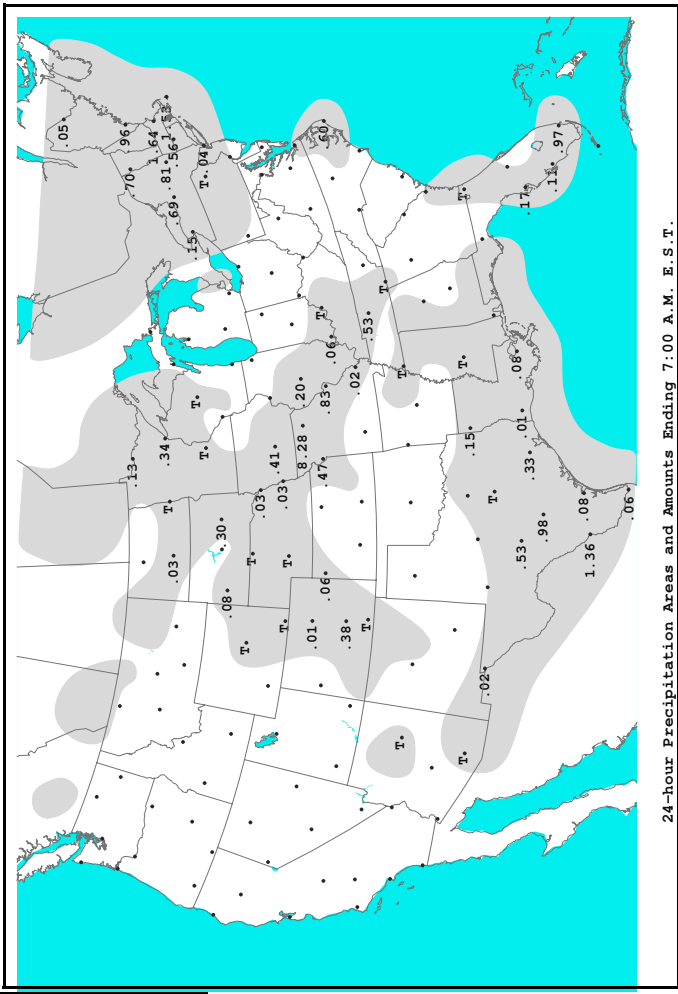 .05
.96
.70
.13
1.64
.34
.81
T
.56
.69
.03
.15
T
T
.04
T
.30
.08
T
T
.03
.41
.03
T
T
.20
8.28
.01
T
.47
.60
.83
.06
.06
.38
.02
T
.53
T
T
T
T
T
T
.15
.02
T
.08
.53
.01
.17
.33
.98
.11
.97
.08
1.36
.06
24-hour Precipitation Areas and Amounts Ending 7:00 A.M. E.S.T.